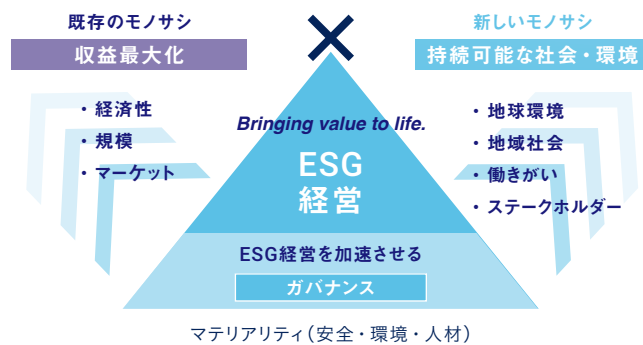 既存のモノサシ
収益最大化
・経済性
・規模
・マーケット
×
新しいモノサシ
持続可能な社会・環境
・地球環境
・地域社会
・働きがい
・ステークホルダー
Bringing value to life.
ESG
経営
ESG経営を加速させる
ガバナンス
マテリアリティ(安全・環境・人材)